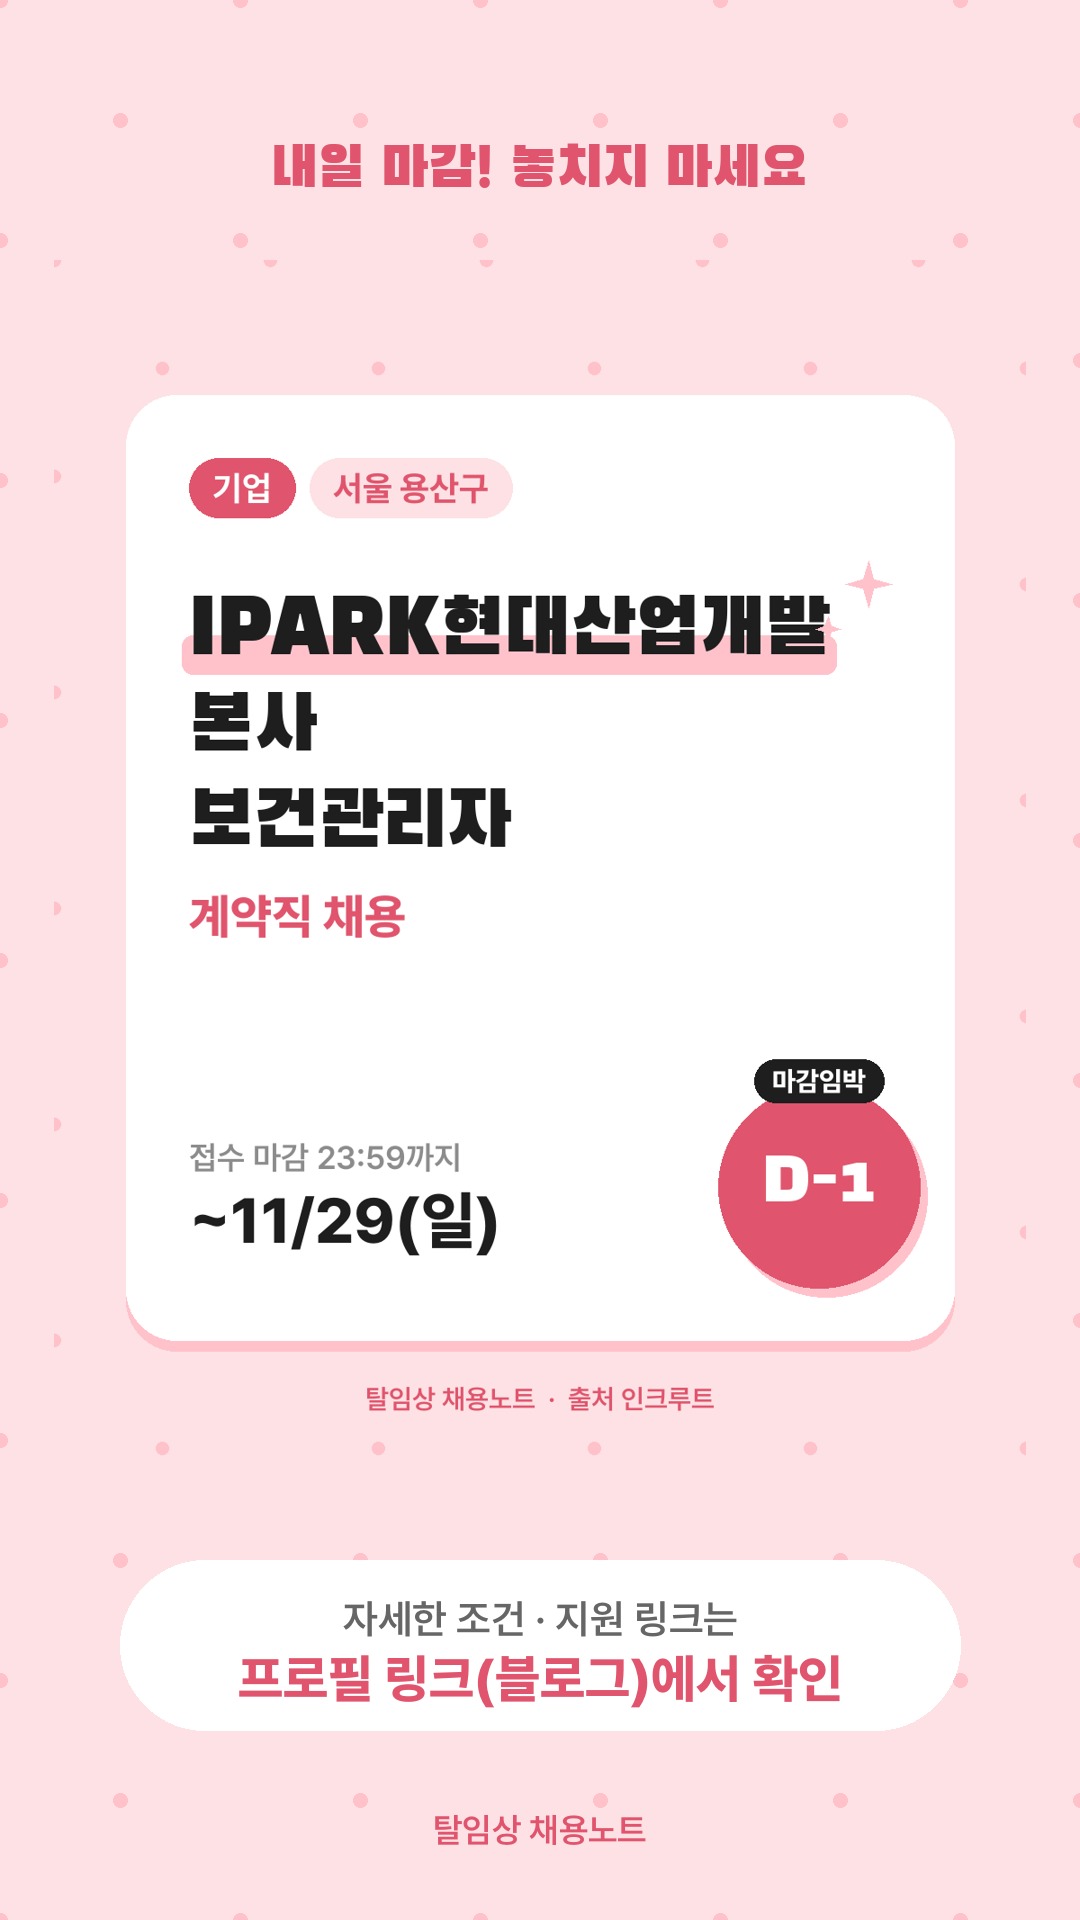 내일 마감! 놓치지 마세요
기업
서울 용산구
IPARK현대산업개발
본사
보건관리자
계약직 채용
마감임박
D-1
접수 마감 23:59까지
~11/29(일)
탈임상 채용노트 · 출처 인크루트
자세한 조건 · 지원 링크는
프로필 링크(블로그)에서 확인
탈임상 채용노트